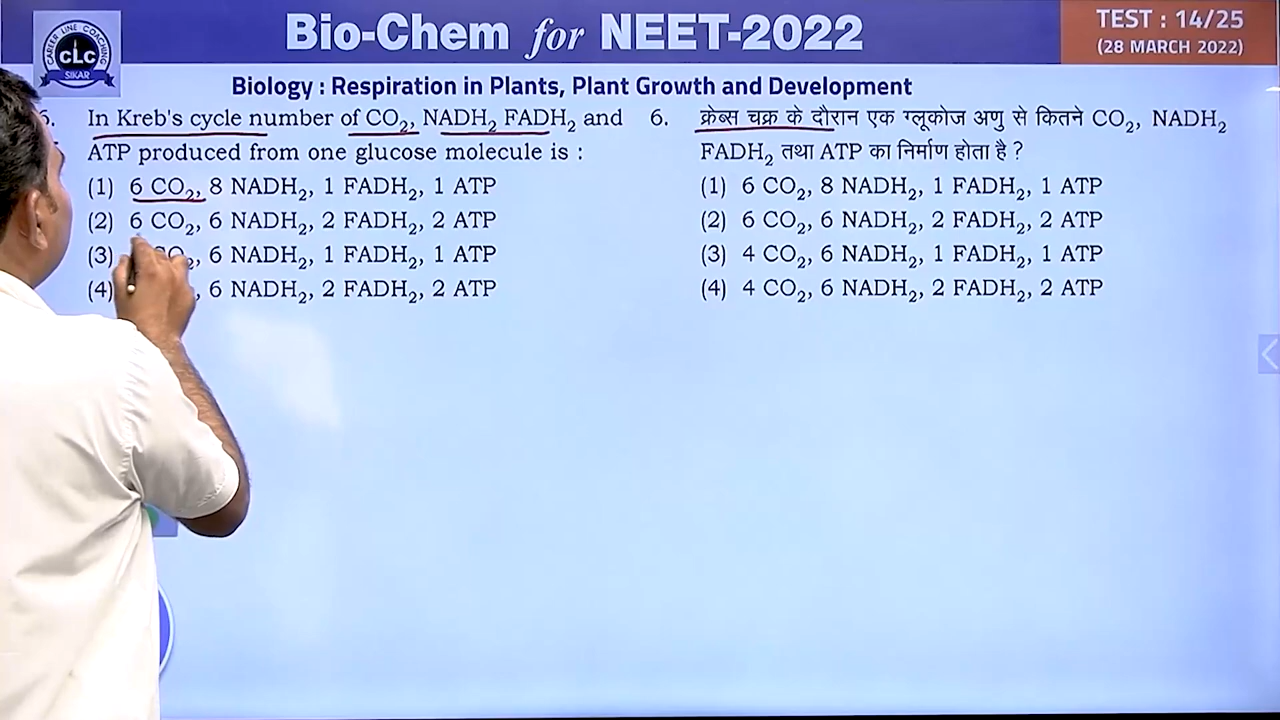 Bio-Chem for NEET-2022
TEST : 14/25
(28 MARCH 2022)
CAREER LINE COACHING
CLC
SIKAR
Biology : Respiration in Plants, Plant Growth and Development
In Kreb's cycle number of CO₂, NADH₂ FADH₂ and
ATP produced from one glucose molecule is :
(1) 6 CO₂, 8 NADH₂, 1 FADH₂, 1 ATP
(2) 6 CO₂, 6 NADH₂, 2 FADH₂, 2 ATP
(3) CO₂, 6 NADH₂, 1 FADH₂, 1 ATP
(4) , 6 NADH₂, 2 FADH₂, 2 ATP
6. क्रेब्स चक्र के दौरान एक ग्लूकोज अणु से कितने CO₂, NADH₂
FADH₂ तथा ATP का निर्माण होता है ?
(1) 6 CO₂, 8 NADH₂, 1 FADH₂, 1 ATP
(2) 6 CO₂, 6 NADH₂, 2 FADH₂, 2 ATP
(3) 4 CO₂, 6 NADH₂, 1 FADH₂, 1 ATP
(4) 4 CO₂, 6 NADH₂, 2 FADH₂, 2 ATP